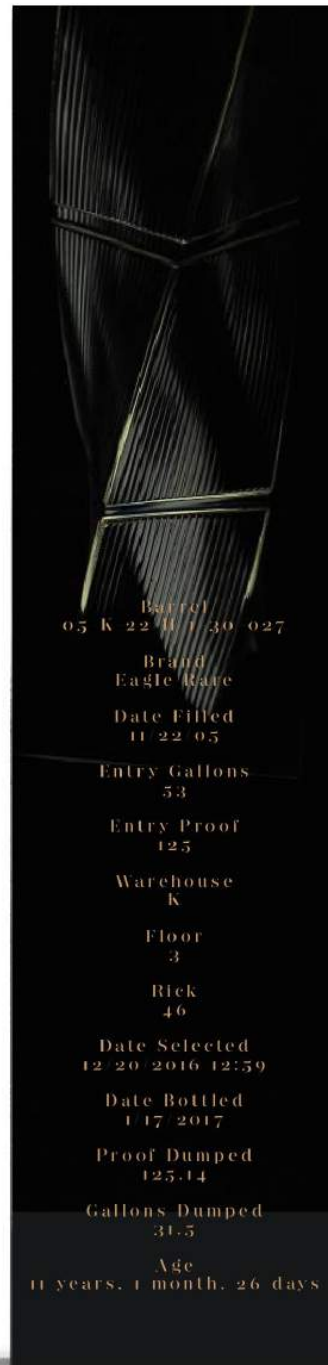 Barrel
05 K 22 H 1 30 027
Brand
Eagle Rare
Date Filled
11/22/05
Entry Gallons
53
Entry Proof
125
Warehouse
K
Floor
3
Rick
46
Date Selected
12/20/2016 12:59
Date Bottled
1/17/2017
Proof Dumped
125.14
Gallons Dumped
31.5
Age
11 years, 1 month, 26 days